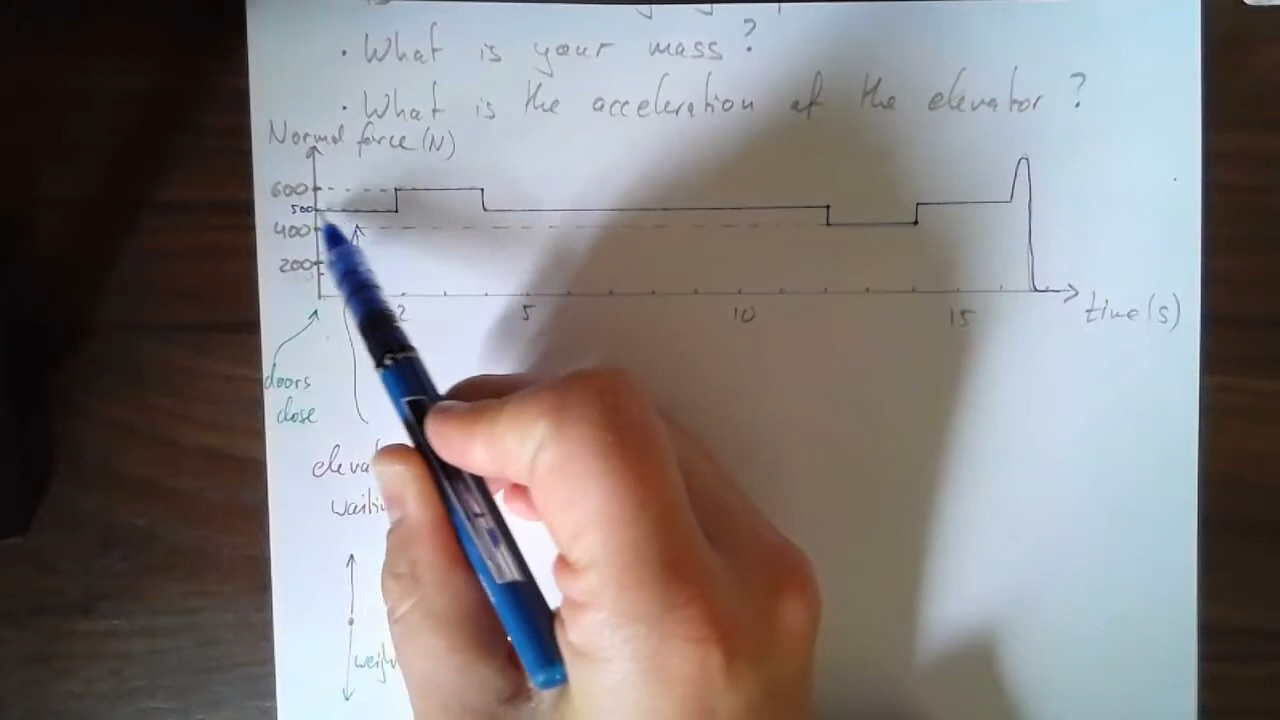 · What is your mass ?
· What is the acceleration of the elevator ?
Normal force (N)
600
500
400
200
2 5 10 15
time (s)
doors
close